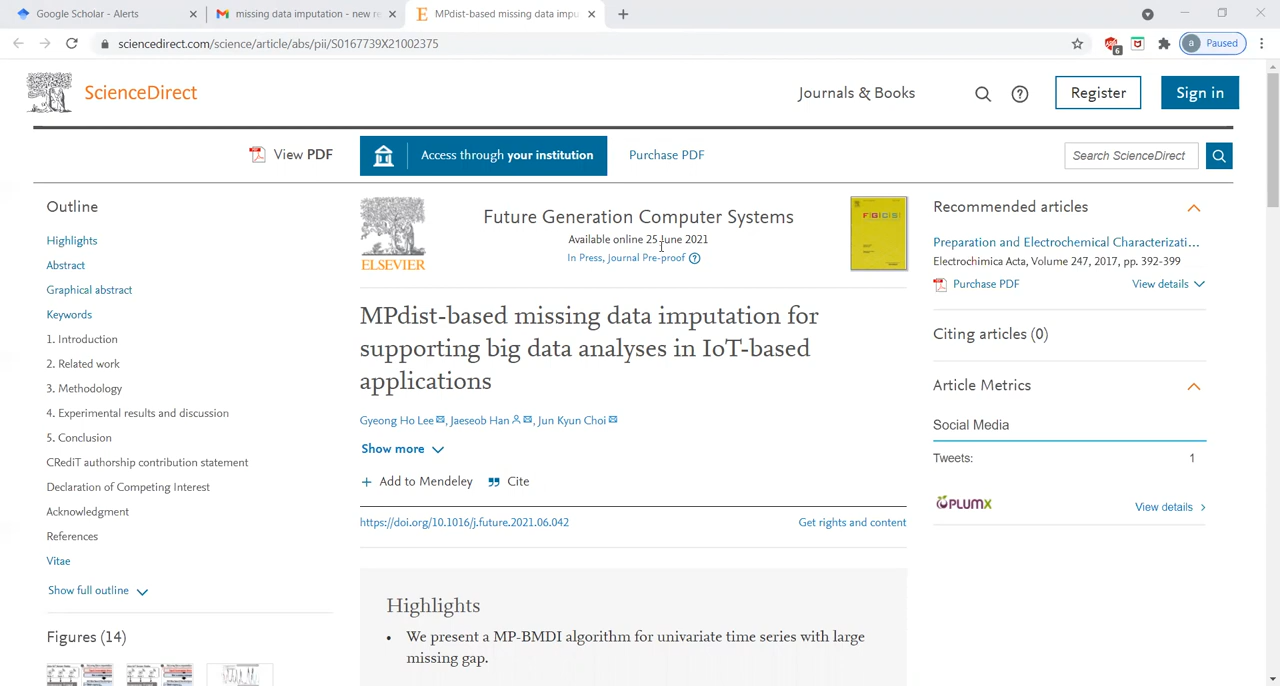 Google Scholar - Alerts
missing data imputation - new re
MPdist-based missing data impu
sciencedirect.com/science/article/abs/pii/S0167739X21002375
6
a Paused
ScienceDirect
Journals & Books
Register
Sign in
View PDF
Access through your institution
Purchase PDF
Search ScienceDirect
Outline
Highlights
Abstract
Graphical abstract
Keywords
1. Introduction
2. Related work
3. Methodology
4. Experimental results and discussion
5. Conclusion
CRediT authorship contribution statement
Declaration of Competing Interest
Acknowledgment
References
Vitae
Show full outline
Figures (14)
ELSEVIER
Future Generation Computer Systems
Available online 25 June 2021
In Press, Journal Pre-proof
FGCS
MPdist-based missing data imputation for
supporting big data analyses in IoT-based
applications
Gyeong Ho Lee, Jaeseob Han, Jun Kyun Choi
Show more
+ Add to Mendeley
Cite
https://doi.org/10.1016/j.future.2021.06.042
Get rights and content
Highlights
• We present a MP-BMDI algorithm for univariate time series with large
missing gap.
Recommended articles
Preparation and Electrochemical Characterizati...
Electrochimica Acta, Volume 247, 2017, pp. 392-399
Purchase PDF
View details
Citing articles (0)
Article Metrics
Social Media
Tweets: 1
PLUMX
View details